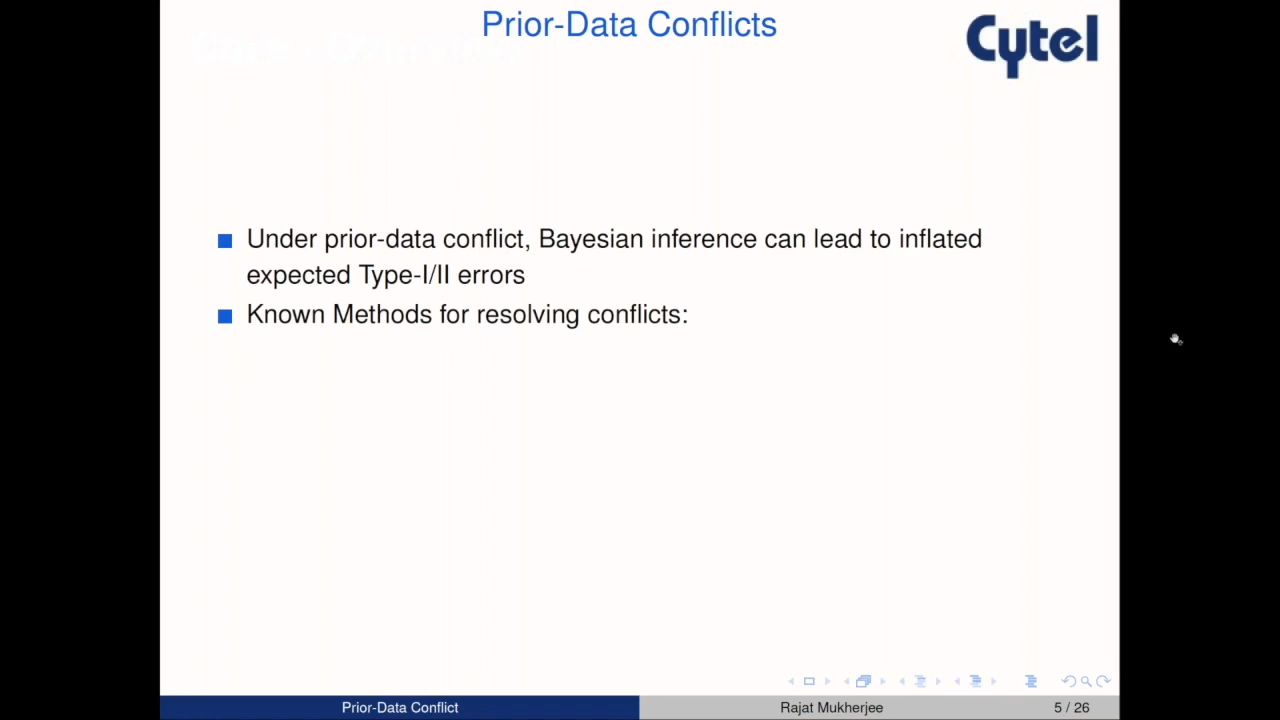 Prior-Data Conflicts
Cytel
Under prior-data conflict, Bayesian inference can lead to inflated
expected Type-I/II errors
Known Methods for resolving conflicts:
Prior-Data Conflict
Rajat Mukherjee
5 / 26